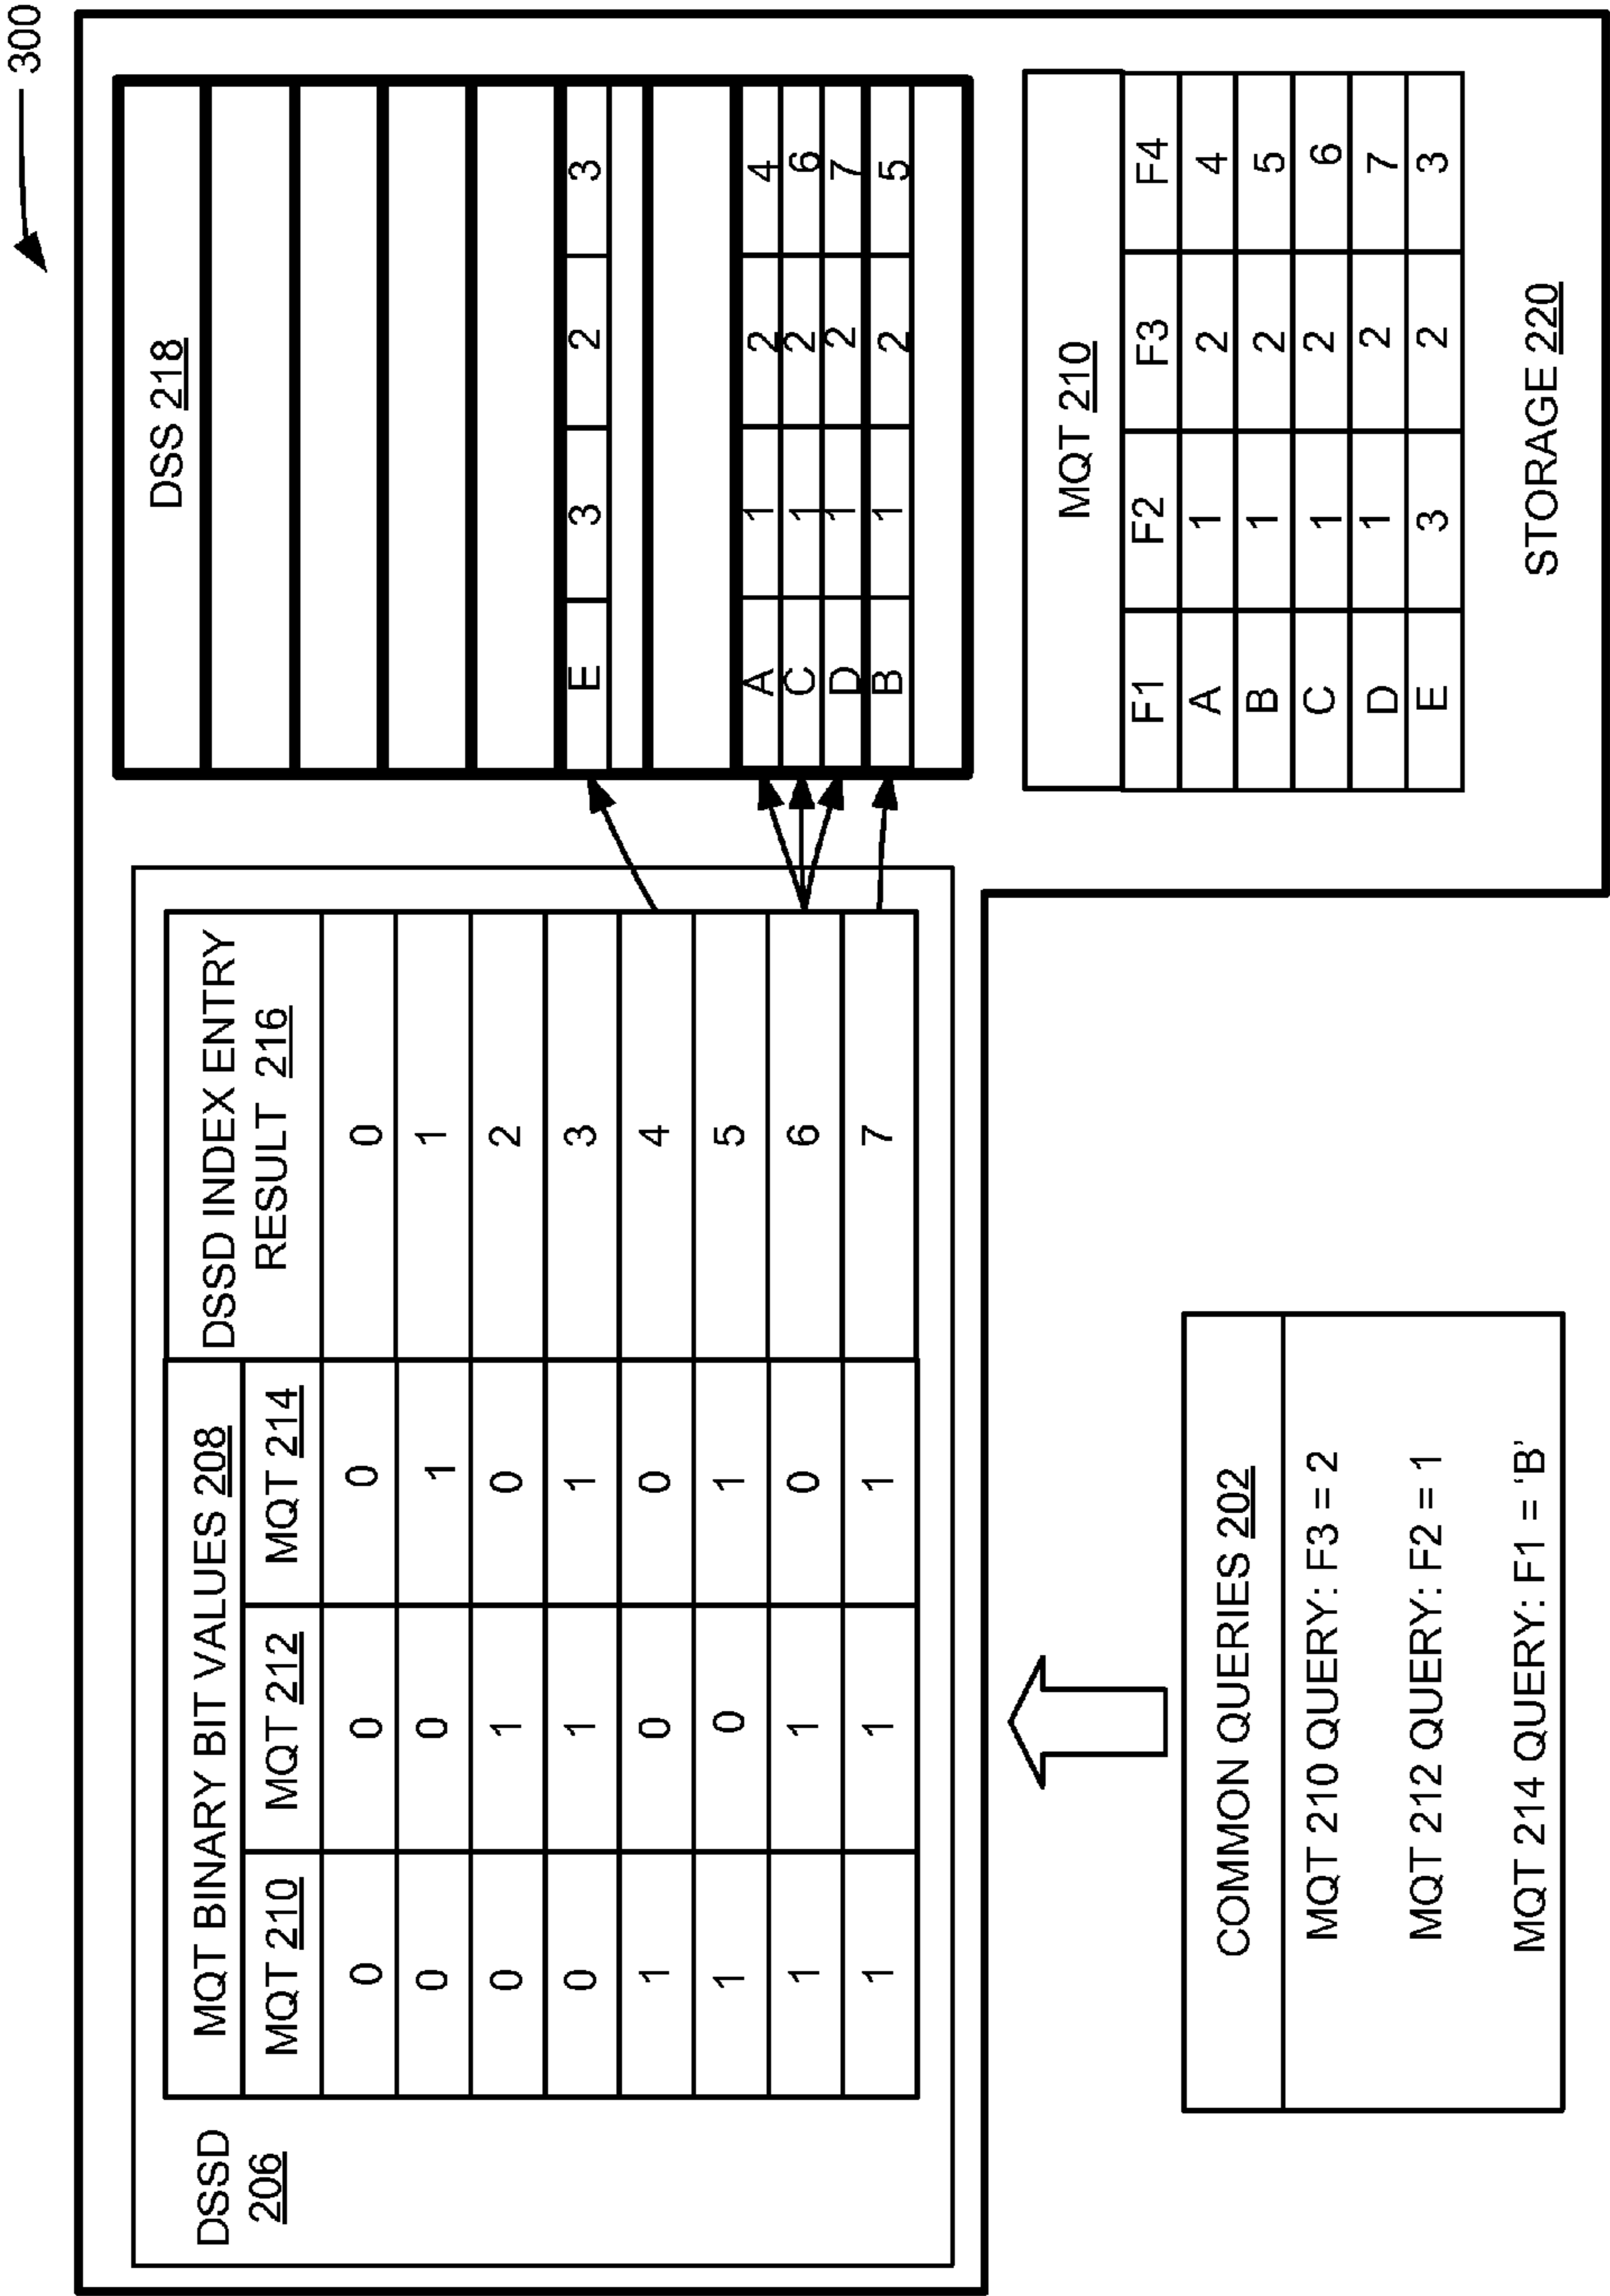 300
DSSD
206
MQT BINARY BIT VALUES 208
DSSD INDEX ENTRY
RESULT 216
MQT 210 MQT 212 MQT 214
0 0 0 0
0 0 1 1
0 1 0 2
0 1 1 3
1 0 0 4
1 0 1 5
1 1 0 6
1 1 1 7
DSS 218
E 3 2 3
A 1 2 4
C 1 2 6
D 1 2 7
B 1 2 5
COMMON QUERIES 202
MQT 210 QUERY: F3 = 2
MQT 212 QUERY: F2 = 1
MQT 214 QUERY: F1 = ‘B’
MQT 210
F1 F2 F3 F4
A 1 2 4
B 1 2 5
C 1 2 6
D 1 2 7
E 3 2 3
STORAGE 220